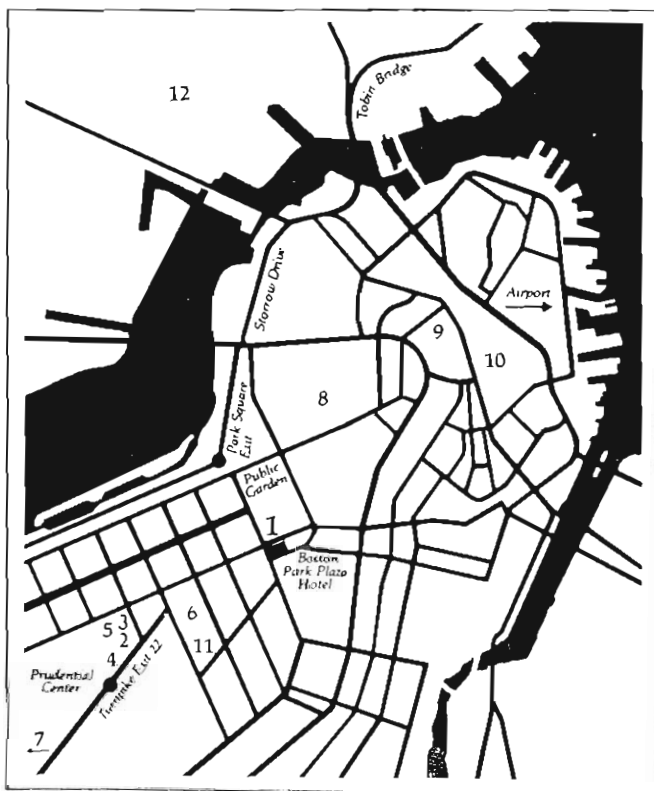 12
Tobin Bridge
Storrow Drive
Airport
9
10
8
Park Square
Exit
Public
Garden
1
Boston
Park Plaza
Hotel
6
5
3
2
11
4
Prudential
Center
Turnpike Exit 22
7